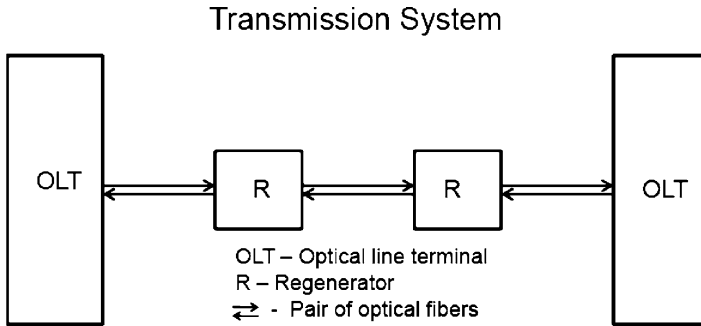 Transmission System
OLT
R
R
OLT
OLT – Optical line terminal
R – Regenerator
⇄ - Pair of optical fibers